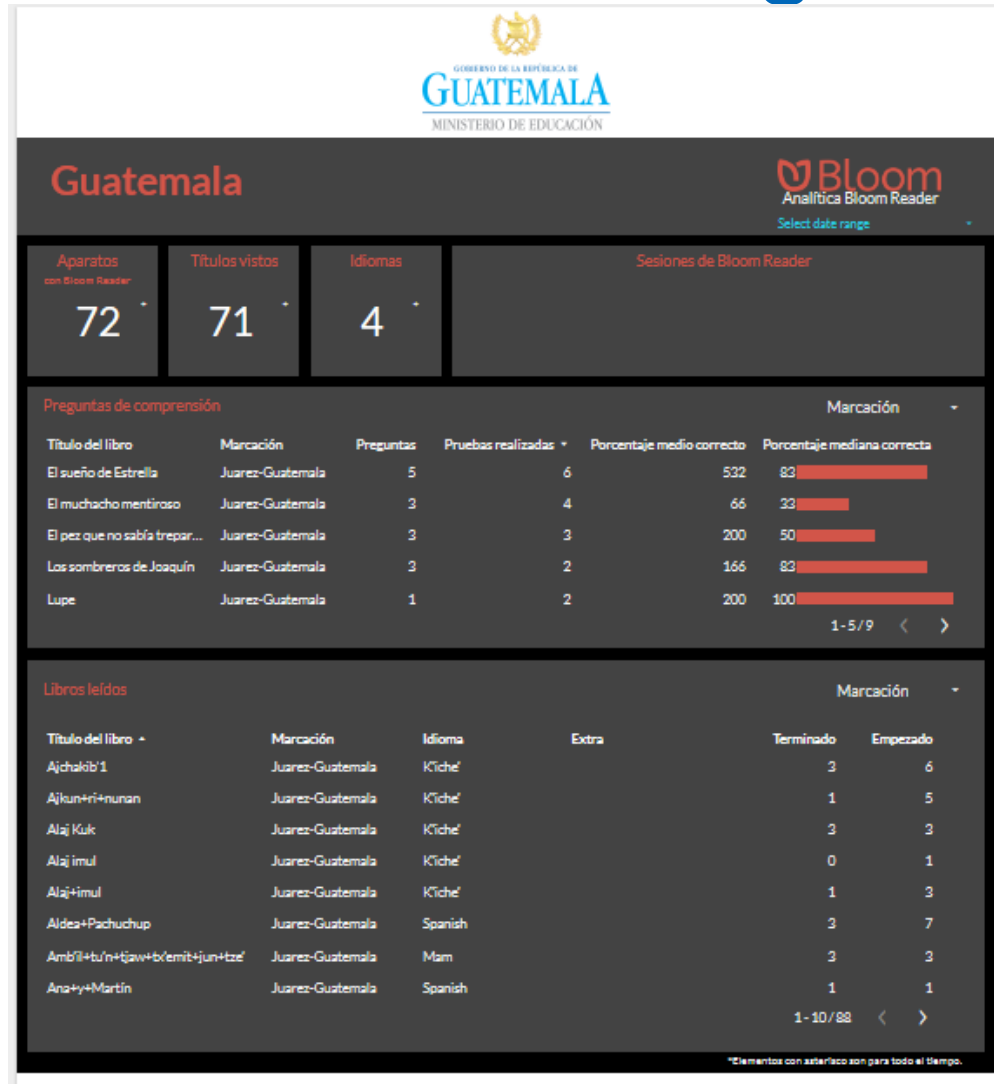 GOBIERNO DE LA REPÚBLICA DE
GUATEMALA
MINISTERIO DE EDUCACIÓN
Guatemala
Bloom
Analítica Bloom Reader
Select date range
Aparatos Títulos vistos Idiomas Sesiones de Bloom Reader
con Bloom Reader
72 * 71 * 4 *
Preguntas de comprensión Marcación
Título del libro Marcación Preguntas Pruebas realizadas Porcentaje medio correcto Porcentaje mediana correcta
El sueño de Estrella Juarez-Guatemala 5 6 532 83
El muchacho mentiroso Juarez-Guatemala 3 4 66 33
El pez que no sabía trepar... Juarez-Guatemala 3 3 200 50
Los sombreros de Joaquín Juarez-Guatemala 3 2 166 83
Lupe Juarez-Guatemala 1 2 200 100
1-5/9
Libros leídos Marcación
Título del libro Marcación Idioma Extra Terminado Empezado
Ajchakib'1 Juarez-Guatemala K'iche' 3 6
Ajkun+ri+nunan Juarez-Guatemala K'iche' 1 5
Alaj Kuk Juarez-Guatemala K'iche' 3 3
Alaj imul Juarez-Guatemala K'iche' 0 1
Alaj+imul Juarez-Guatemala K'iche' 1 3
Aldea+Pachuchup Juarez-Guatemala Spanish 3 7
Amb'il+tu'n+tjaw+tx'emit+jun+tze' Juarez-Guatemala Mam 3 3
Ana+y+Martín Juarez-Guatemala Spanish 1 1
1-10/88
*Elementos con asterisco son para todo el tiempo.